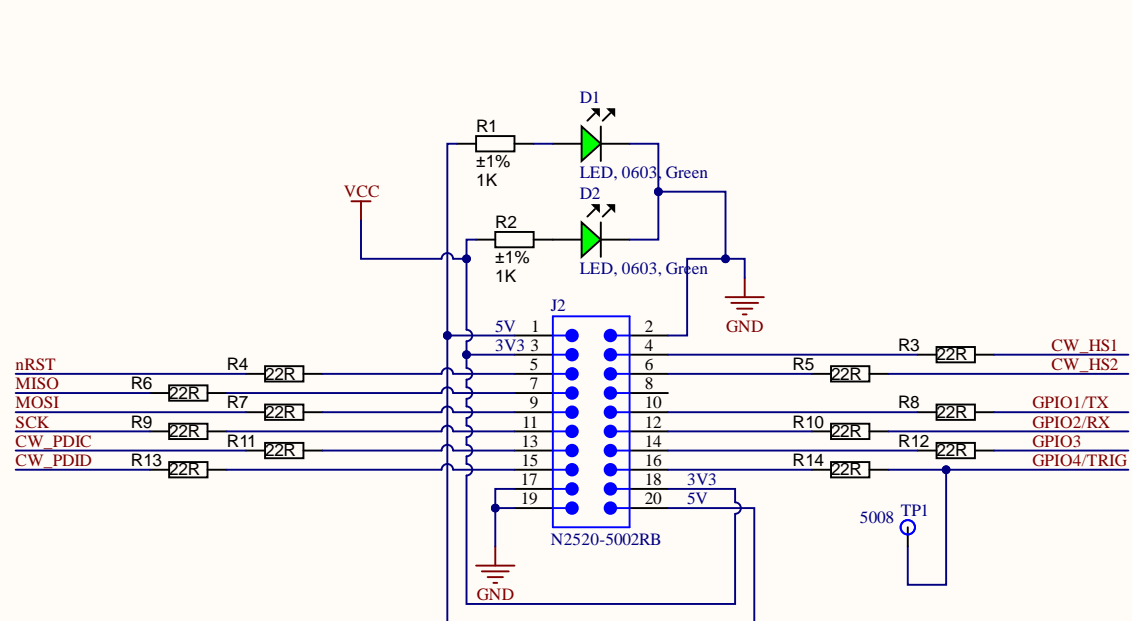 D1
R1
±1%
1K
LED, 0603, Green
VCC
D2
R2
±1%
1K
LED, 0603, Green
J2
GND
5V 1 2
3V3 3 4 R3 22R CW_HS1
nRST R4 22R 5 6 R5 22R CW_HS2
MISO R6 22R 7 8
MOSI R7 22R 9 10 R8 22R GPIO1/TX
SCK R9 22R 11 12 R10 22R GPIO2/RX
CW_PDIC R11 22R 13 14 R12 22R GPIO3
CW_PDID R13 22R 15 16 R14 22R GPIO4/TRIG
17 18 3V3
19 20 5V
5008 TP1
N2520-5002RB
GND